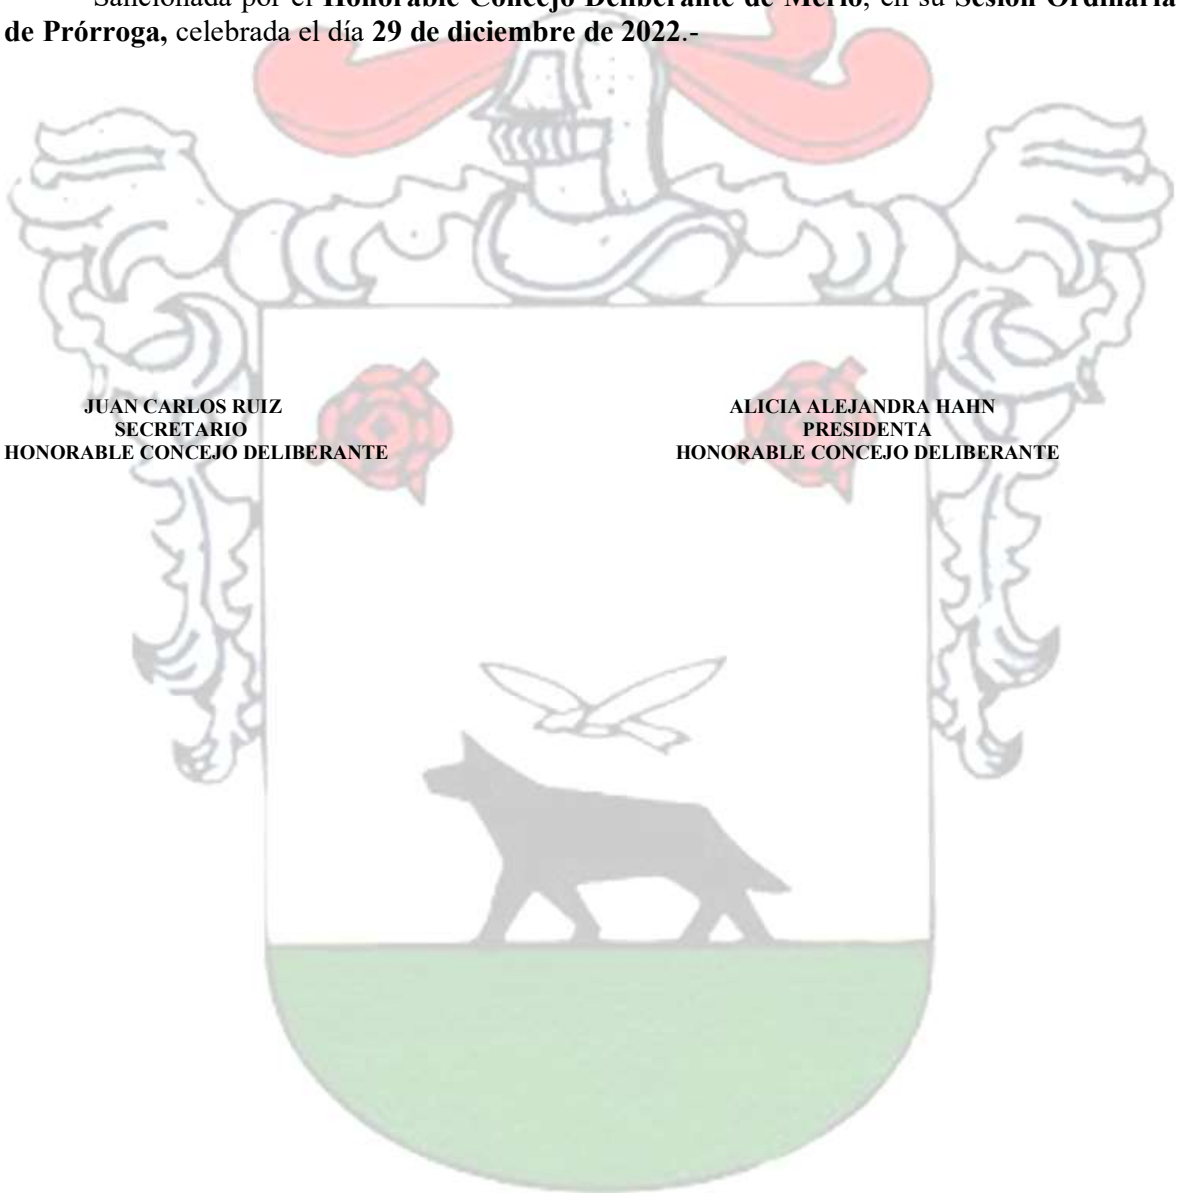 Sancionada por el Honorable Concejo Deliberante de Merlo, en su Sesión Ordinaria
de Prórroga, celebrada el día 29 de diciembre de 2022.-
JUAN CARLOS RUIZ
SECRETARIO
HONORABLE CONCEJO DELIBERANTE
ALICIA ALEJANDRA HAHN
PRESIDENTA
HONORABLE CONCEJO DELIBERANTE